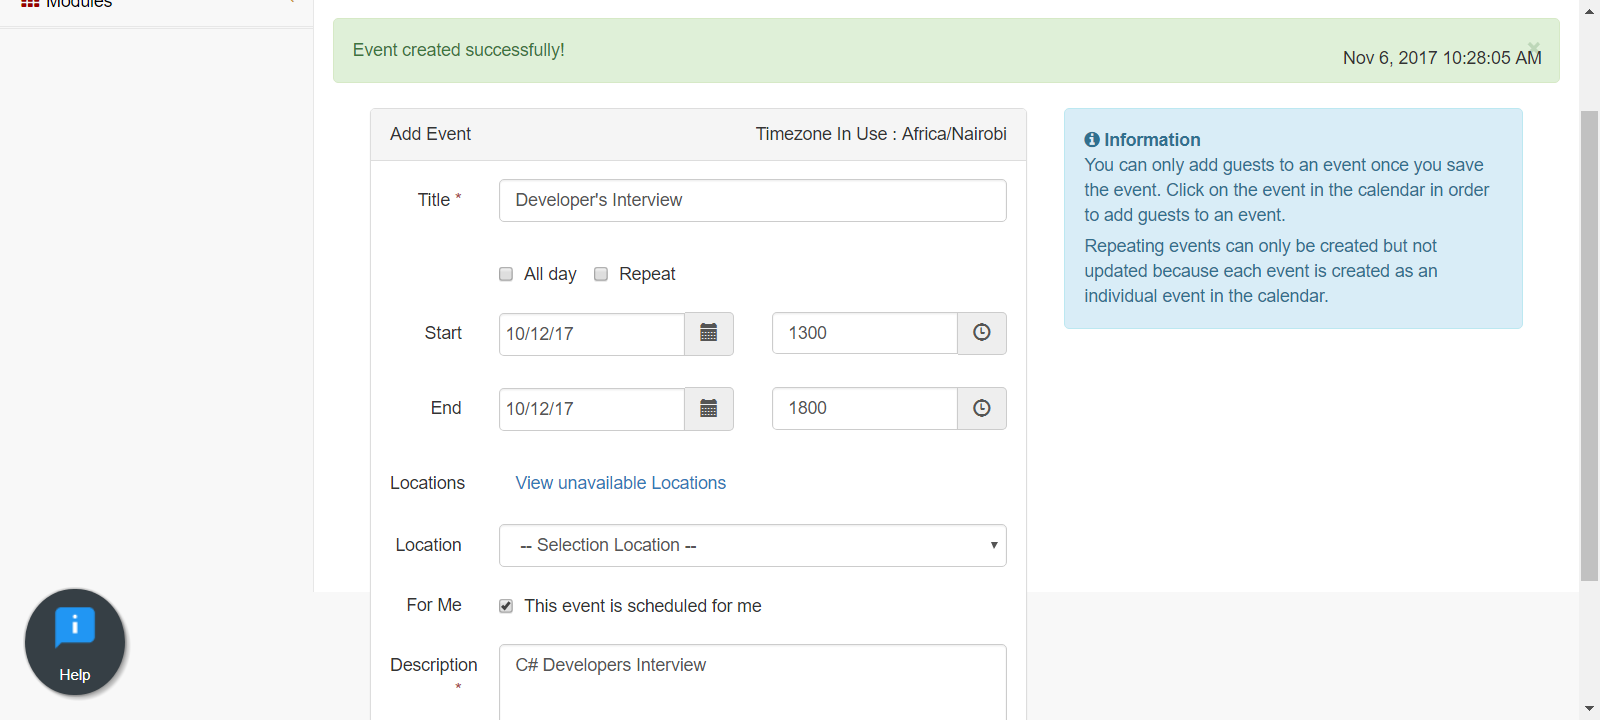 Modules
Event created successfully!
×
Nov 6, 2017 10:28:05 AM
Add Event
Timezone In Use : Africa/Nairobi
Title *
Developer's Interview
All day
Repeat
Start
10/12/17
1300
End
10/12/17
1800
Locations
View unavailable Locations
Location
-- Selection Location --
For Me
This event is scheduled for me
Description
*
C# Developers Interview
Information
You can only add guests to an event once you save
the event. Click on the event in the calendar in order
to add guests to an event.
Repeating events can only be created but not
updated because each event is created as an
individual event in the calendar.
Help